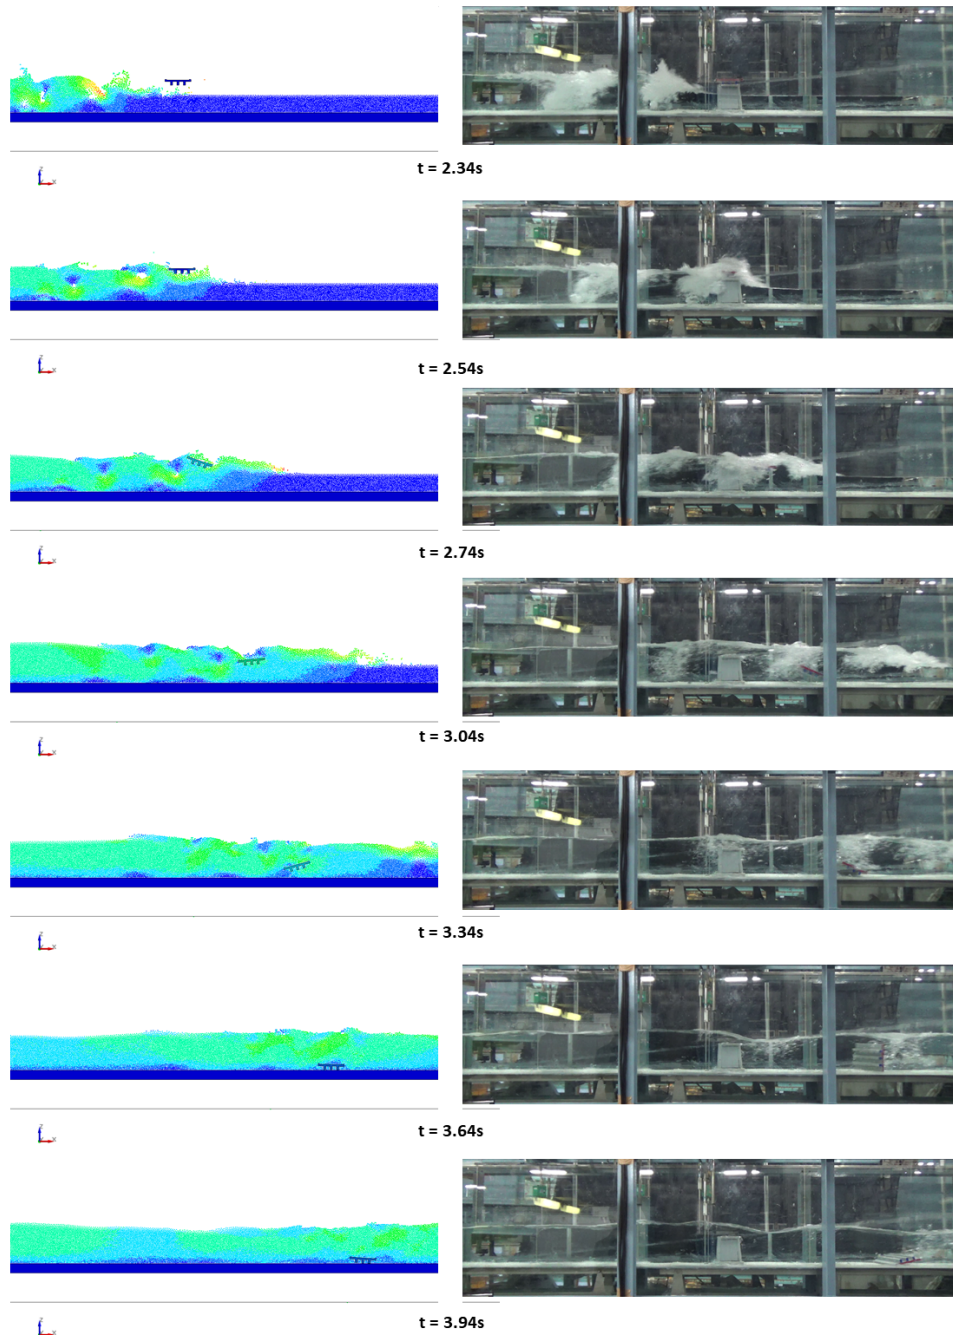 t = 2.34s
t = 2.54s
t = 2.74s
t = 3.04s
t = 3.34s
t = 3.64s
t = 3.94s